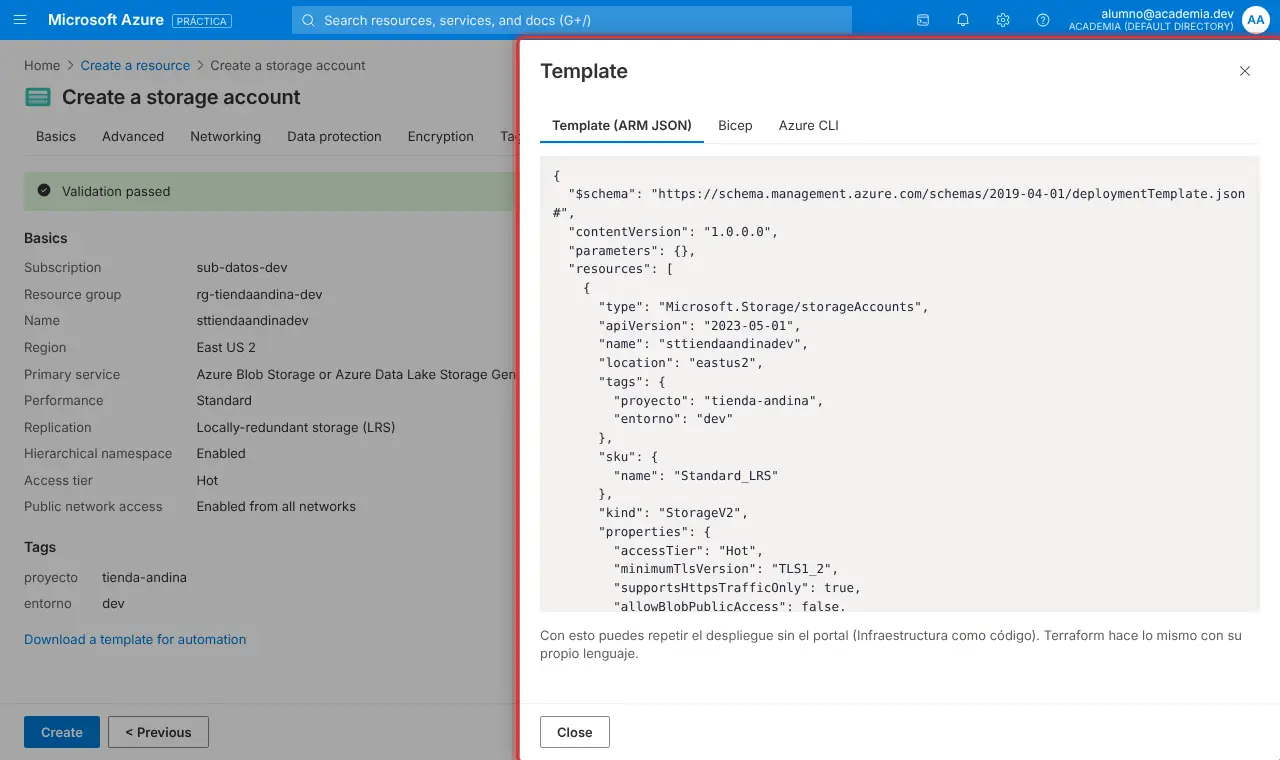 Microsoft Azure PRÁCTICA
Search resources, services, and docs (G+/)
alumno@academia.dev
ACADEMIA (DEFAULT DIRECTORY)
AA
Home > Create a resource > Create a storage account
Create a storage account
Basics Advanced Networking Data protection Encryption Tag
Validation passed
Basics
Subscription sub-datos-dev
Resource group rg-tiendaandina-dev
Name sttiendaandinadev
Region East US 2
Primary service Azure Blob Storage or Azure Data Lake Storage Gen
Performance Standard
Replication Locally-redundant storage (LRS)
Hierarchical namespace Enabled
Access tier Hot
Public network access Enabled from all networks
Tags
proyecto tienda-andina
entorno dev
Download a template for automation
Create < Previous
Template
Template (ARM JSON) Bicep Azure CLI
{
  "$schema": "https://schema.management.azure.com/schemas/2019-04-01/deploymentTemplate.json
#",
  "contentVersion": "1.0.0.0",
  "parameters": {},
  "resources": [
    {
      "type": "Microsoft.Storage/storageAccounts",
      "apiVersion": "2023-05-01",
      "name": "sttiendaandinadev",
      "location": "eastus2",
      "tags": {
        "proyecto": "tienda-andina",
        "entorno": "dev"
      },
      "sku": {
        "name": "Standard_LRS"
      },
      "kind": "StorageV2",
      "properties": {
        "accessTier": "Hot",
        "minimumTlsVersion": "TLS1_2",
        "supportsHttpsTrafficOnly": true,
        "allowBlobPublicAccess": false,
Con esto puedes repetir el despliegue sin el portal (Infraestructura como código). Terraform hace lo mismo con su
propio lenguaje.
Close